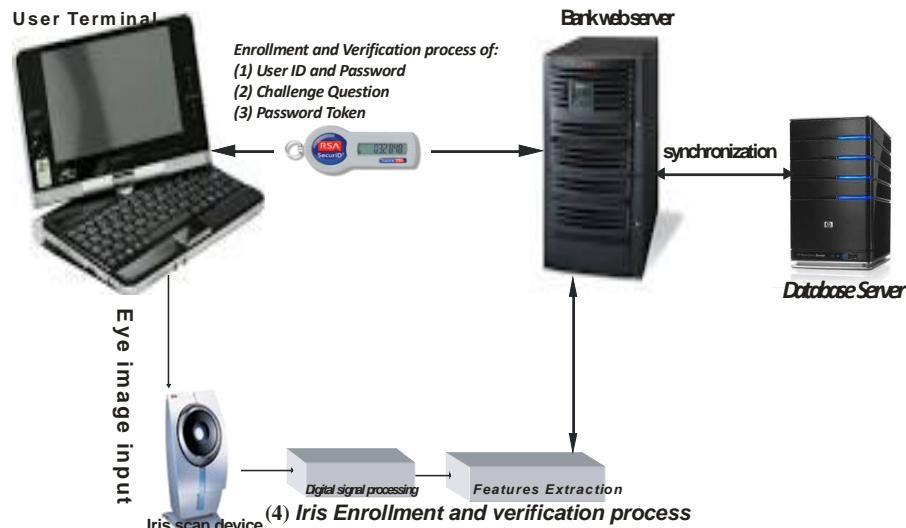 User Terminal
Bank web server
Enrollment and Verification process of:
(1) User ID and Password
(2) Challenge Question
(3) Password Token
RSA
SecurID
synchronization
Database Server
Eye image input
Digital signal processing
Features Extraction
Iris scan device
(4) Iris Enrollment and verification process